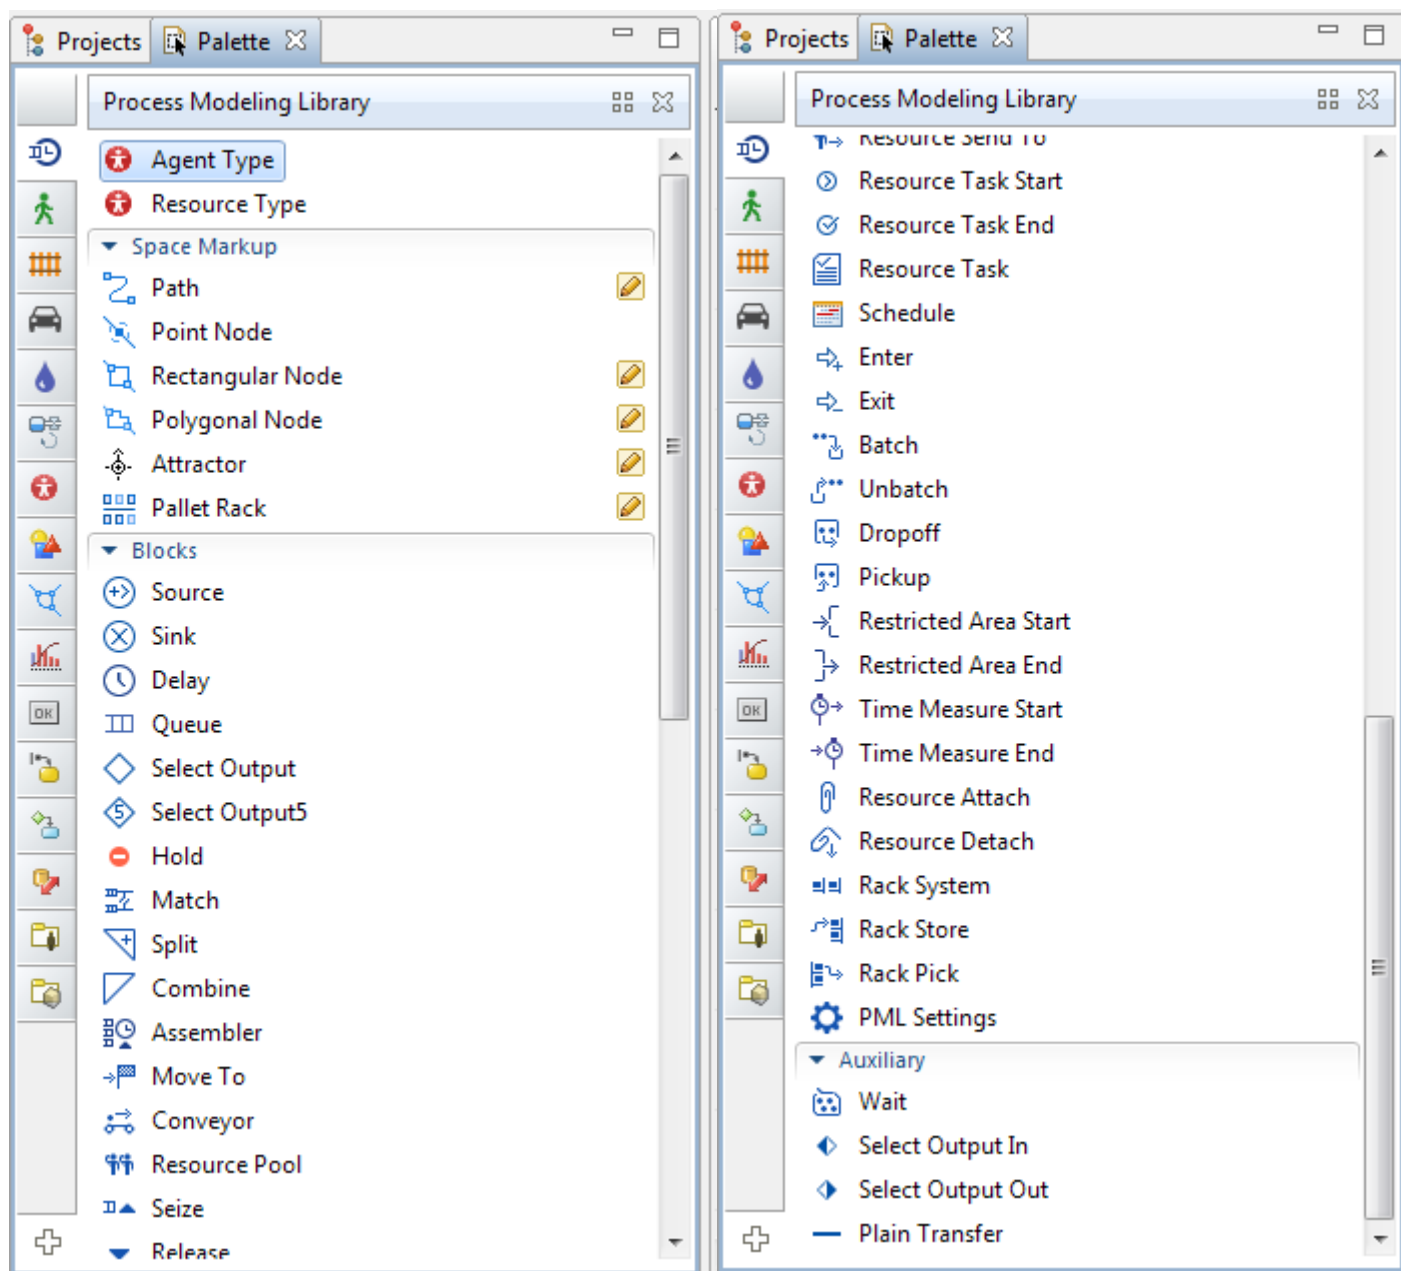 Projects Palette
Process Modeling Library
Agent Type
Resource Type
Space Markup
Path
Point Node
Rectangular Node
Polygonal Node
Attractor
Pallet Rack
Blocks
Source
Sink
Delay
Queue
Select Output
5 Select Output5
Hold
Match
Split
Combine
Assembler
Move To
Conveyor
Resource Pool
Seize
Release
OK
Projects Palette
Process Modeling Library
Resource Send To
Resource Task Start
Resource Task End
Resource Task
Schedule
Enter
Exit
Batch
Unbatch
Dropoff
Pickup
Restricted Area Start
Restricted Area End
Time Measure Start
Time Measure End
Resource Attach
Resource Detach
Rack System
Rack Store
Rack Pick
PML Settings
Auxiliary
Wait
Select Output In
Select Output Out
Plain Transfer
OK